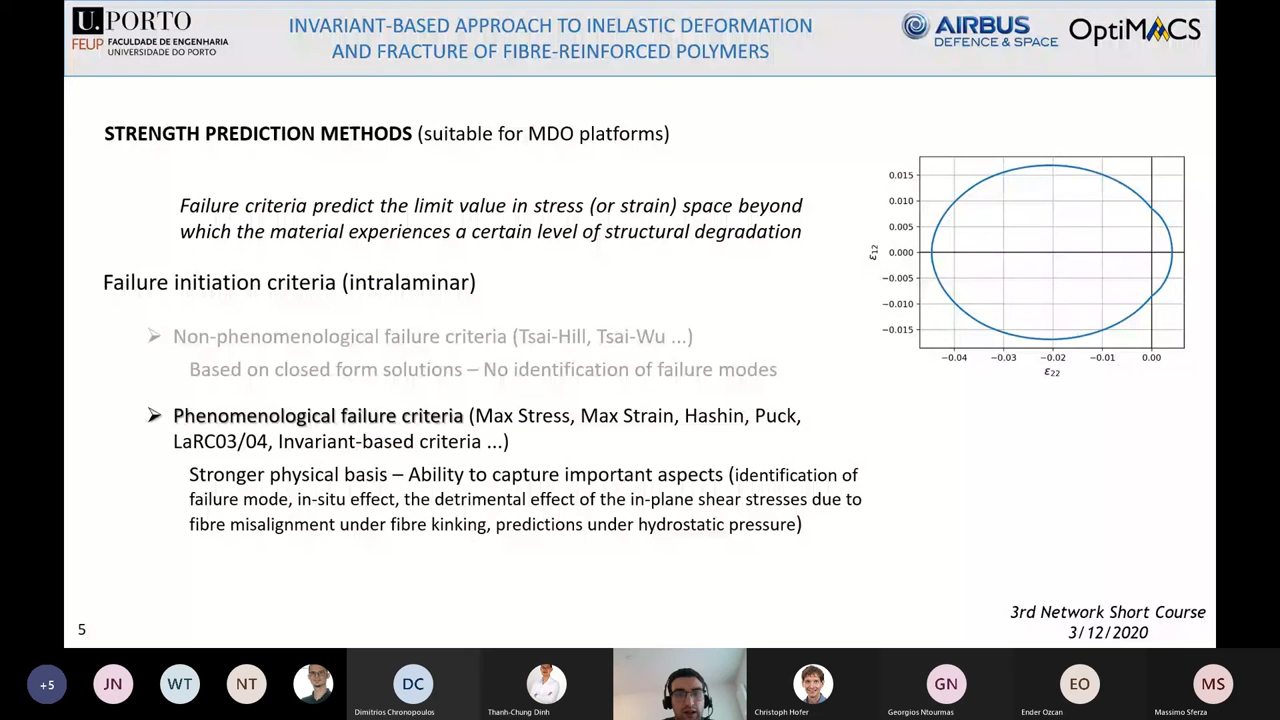 U.PORTO
FEUP FACULDADE DE ENGENHARIA
UNIVERSIDADE DO PORTO
INVARIANT-BASED APPROACH TO INELASTIC DEFORMATION
AND FRACTURE OF FIBRE-REINFORCED POLYMERS
AIRBUS
DEFENCE & SPACE
OptiMACS
STRENGTH PREDICTION METHODS (suitable for MDO platforms)
Failure criteria predict the limit value in stress (or strain) space beyond
which the material experiences a certain level of structural degradation
Failure initiation criteria (intralaminar)
➢ Non-phenomenological failure criteria (Tsai-Hill, Tsai-Wu ...)
Based on closed form solutions – No identification of failure modes
➢ Phenomenological failure criteria (Max Stress, Max Strain, Hashin, Puck,
LaRC03/04, Invariant-based criteria ...)
Stronger physical basis – Ability to capture important aspects (identification of
failure mode, in-situ effect, the detrimental effect of the in-plane shear stresses due to
fibre misalignment under fibre kinking, predictions under hydrostatic pressure)
0.015
0.010
0.005
0.000
−0.005
−0.010
−0.015
ε12
−0.04 −0.03 −0.02 −0.01 0.00
ε22
3rd Network Short Course
3/12/2020
5
+5
JN
WT
NT
DC
Dimitrios Chronopoulos
Thanh-Chung Dinh
Christoph Hofer
GN
Georgios Ntourmas
EO
Ender Ozcan
MS
Massimo Sferza